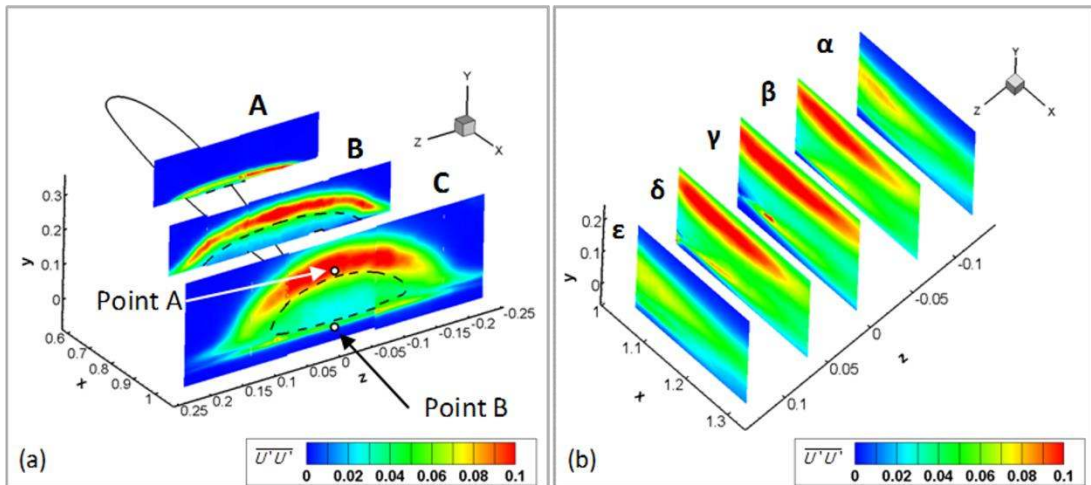 A
B
C
Y
Z
X
0.3
0.2
0.1
0
y
0.6
0.7
0.8
0.9
1
x
0.25
0.2
0.15
0.1
0.05
0
-0.05
-0.1
-0.15
-0.2
-0.25
z
Point A
Point B
(a)
U'U'
0 0.02 0.04 0.06 0.08 0.1
α
β
γ
δ
ε
Y
Z
X
0.2
0.1
0
y
1
1.1
1.2
1.3
x
0.1
0.05
0
-0.05
-0.1
z
(b)
U'U'
0 0.02 0.04 0.06 0.08 0.1